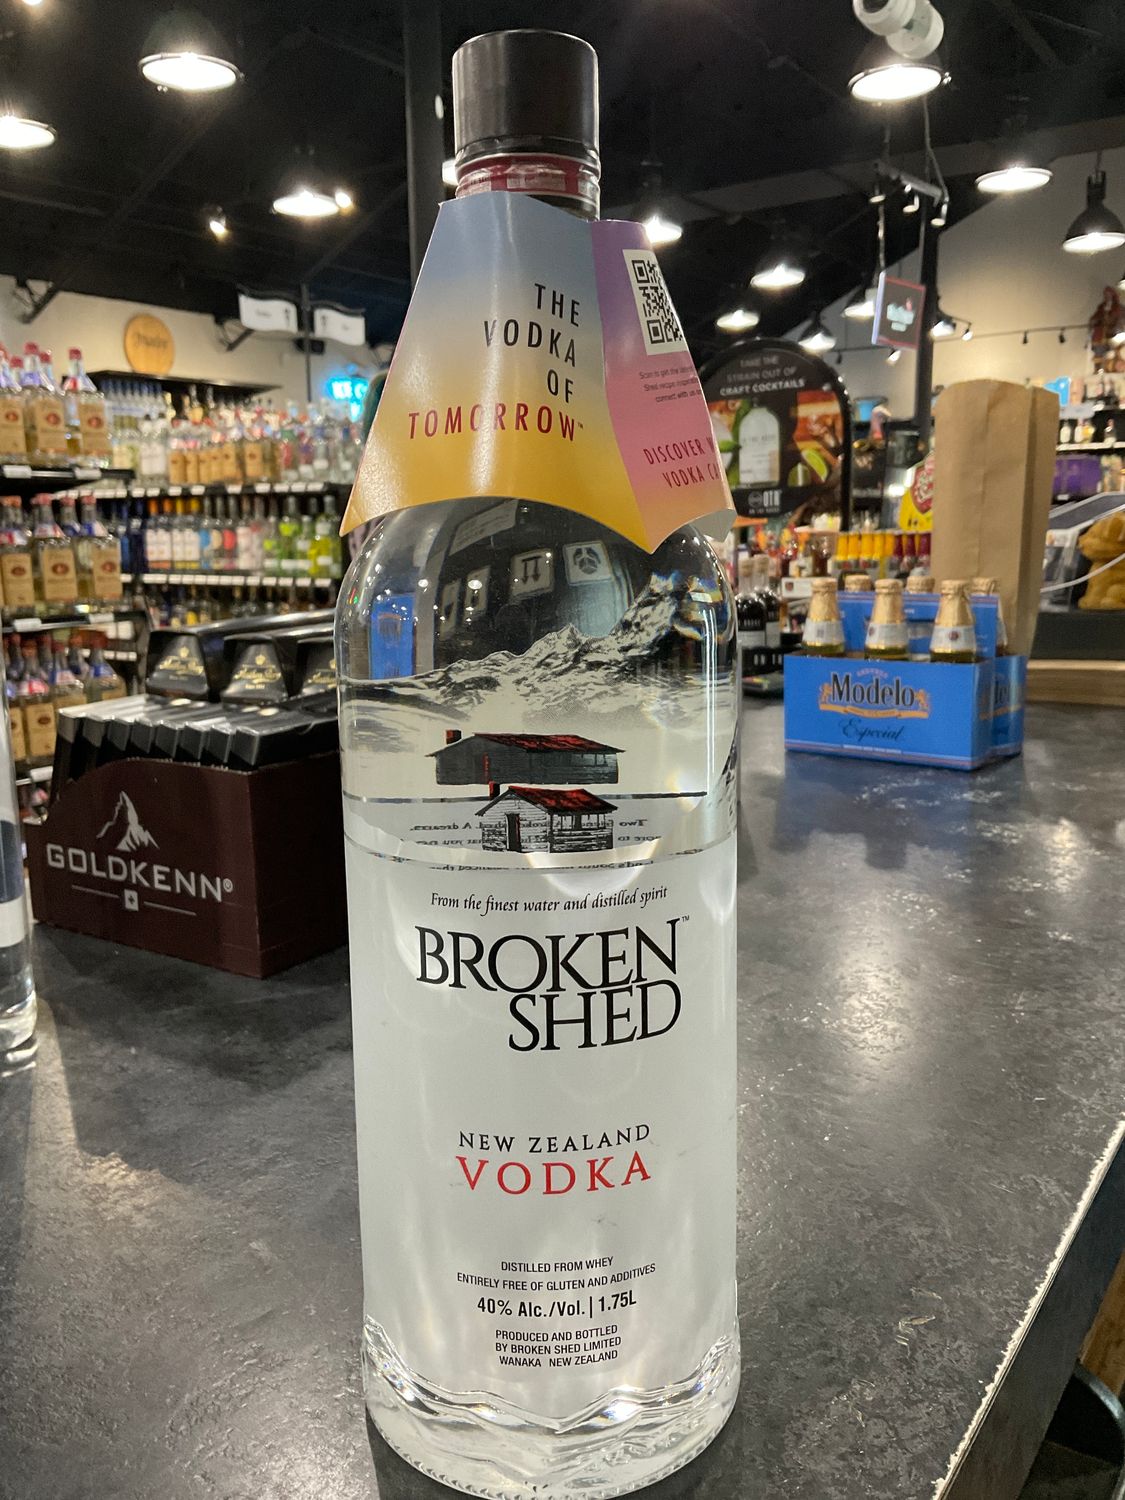 THE
VODKA
OF
TOMORROW™
DISCOVER
VODKA
TAKE THE
STRAIN OUT OF
CRAFT COCKTAILS
OTR
Modelo
Especial
GOLDKENN®
From the finest water and distilled spirit
BROKEN™
SHED
NEW ZEALAND
VODKA
DISTILLED FROM WHEY
ENTIRELY FREE OF GLUTEN AND ADDITIVES
40% Alc./Vol. | 1.75L
PRODUCED AND BOTTLED
BY BROKEN SHED LIMITED
WANAKA NEW ZEALAND